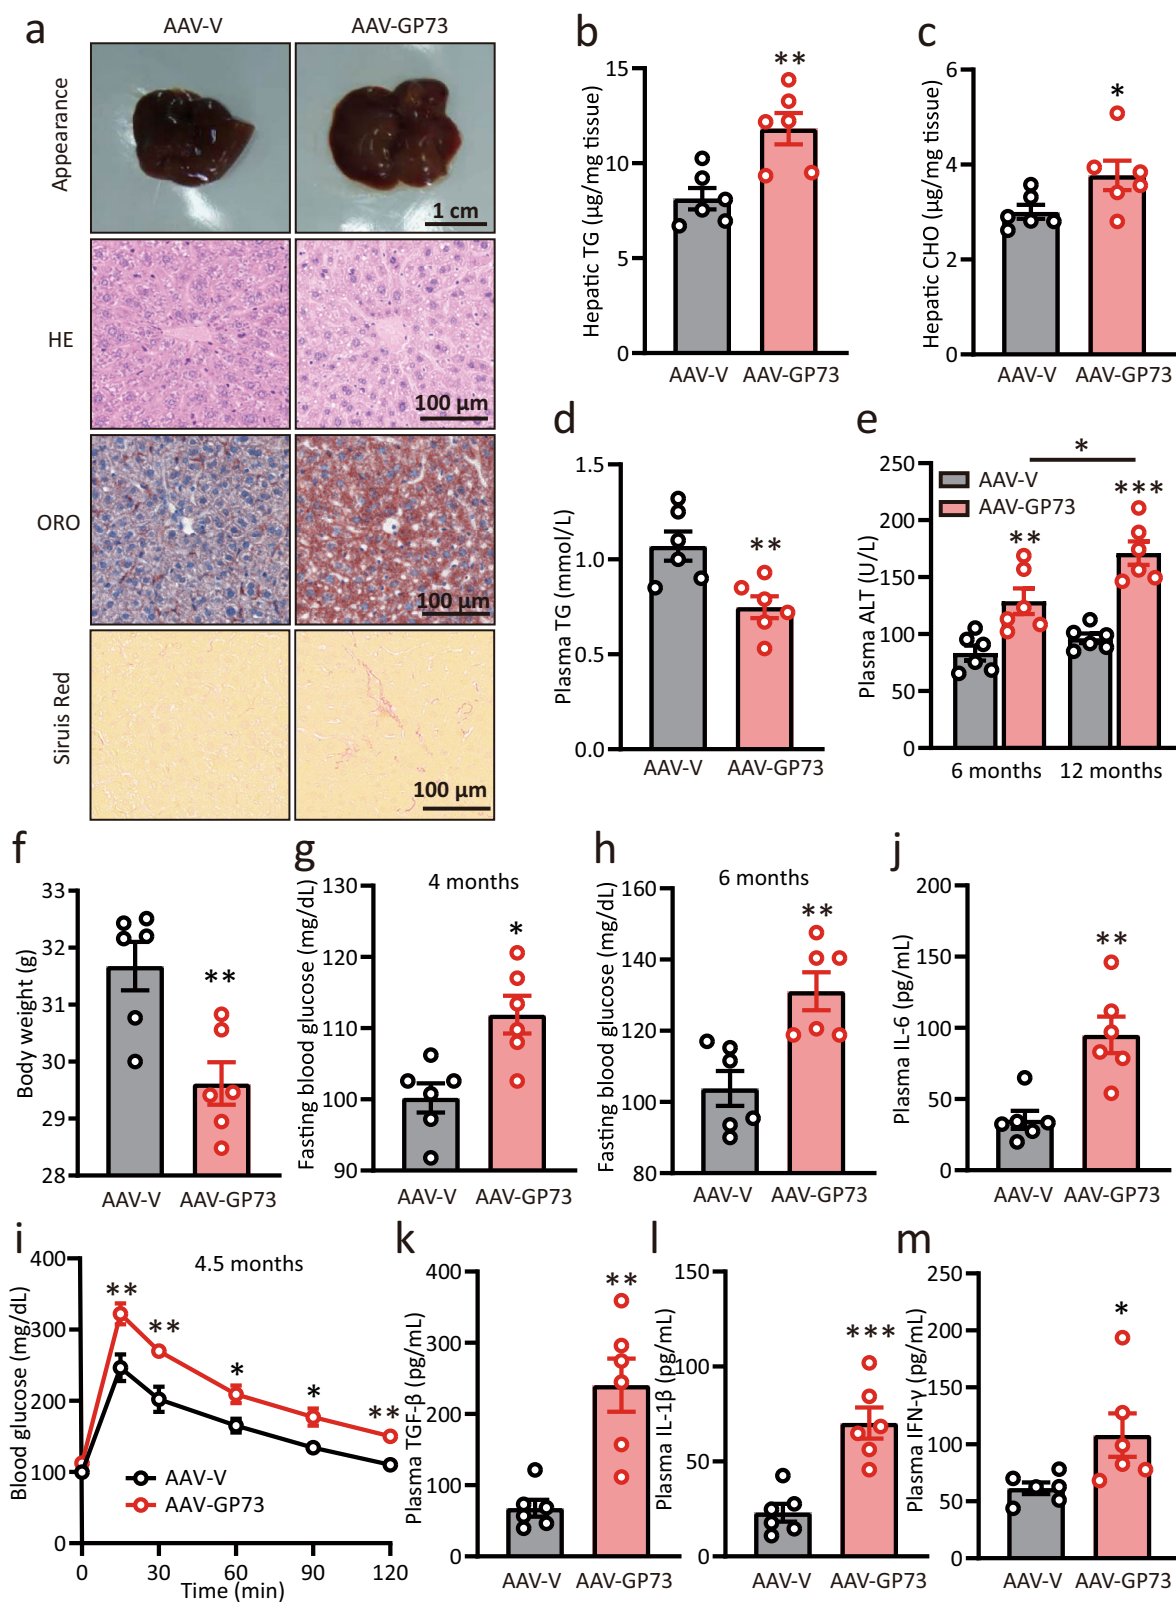 a
AAV-V
AAV-GP73
Appearance
1 cm
HE
100 μm
ORO
100 μm
Siruis Red
100 μm
b
Hepatic TG (μg/mg tissue)
15
10
5
0
**
AAV-V
AAV-GP73
c
Hepatic CHO (μg/mg tissue)
6
4
2
0
*
AAV-V
AAV-GP73
d
Plasma TG (mmol/L)
1.5
1.0
0.5
0.0
**
AAV-V
AAV-GP73
e
Plasma ALT (U/L)
250
200
150
100
50
0
AAV-V
AAV-GP73
*
**
***
6 months
12 months
f
Body weight (g)
33
32
31
30
29
28
**
AAV-V
AAV-GP73
g
4 months
Fasting blood glucose (mg/dL)
130
120
110
100
90
*
AAV-V
AAV-GP73
h
6 months
Fasting blood glucose (mg/dL)
160
140
120
100
80
**
AAV-V
AAV-GP73
j
Plasma IL-6 (pg/mL)
200
150
100
50
0
**
AAV-V
AAV-GP73
i
4.5 months
Blood glucose (mg/dL)
400
300
200
100
0
**
**
*
*
**
AAV-V
AAV-GP73
0
30
60
90
120
Time (min)
k
Plasma TGF-β (pg/mL)
400
300
200
100
0
**
AAV-V
AAV-GP73
l
Plasma IL-1β (pg/mL)
150
100
50
0
***
AAV-V
AAV-GP73
m
Plasma IFN-γ (pg/mL)
250
200
150
100
50
0
*
AAV-V
AAV-GP73